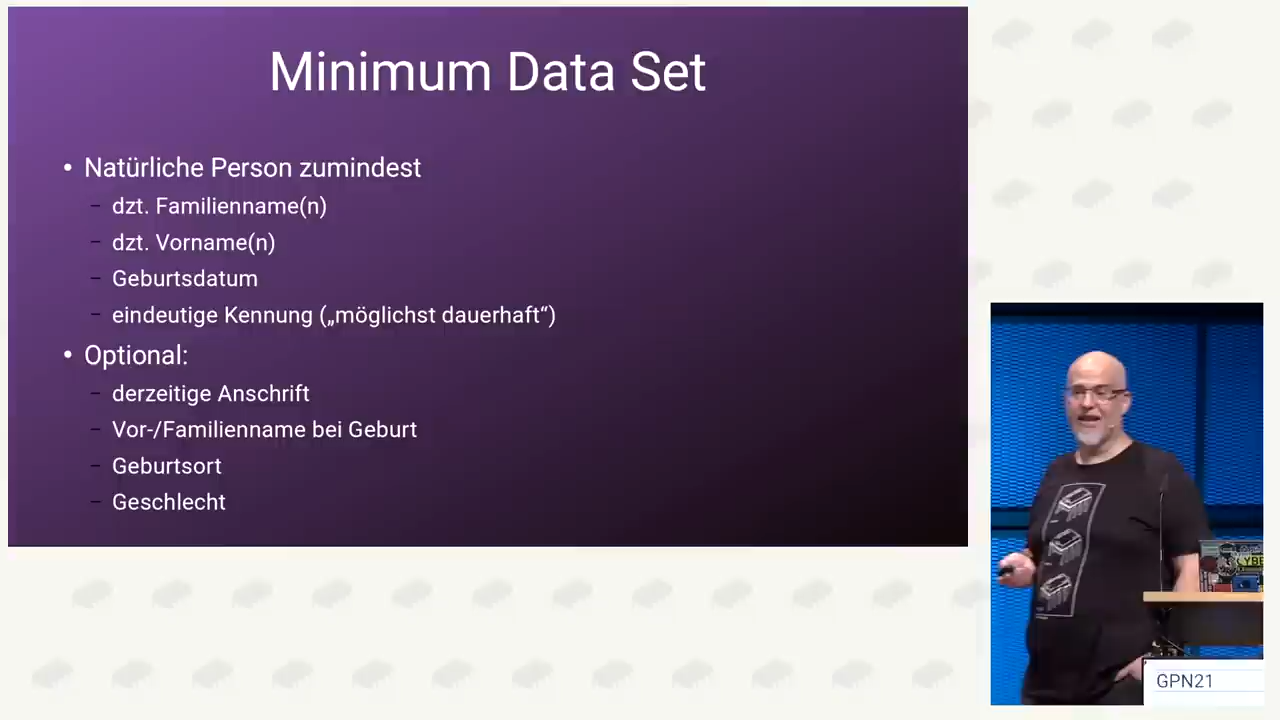 Minimum Data Set
• Natürliche Person zumindest
– dzt. Familienname(n)
– dzt. Vorname(n)
– Geburtsdatum
– eindeutige Kennung („möglichst dauerhaft“)
• Optional:
– derzeitige Anschrift
– Vor-/Familienname bei Geburt
– Geburtsort
– Geschlecht
GPN21